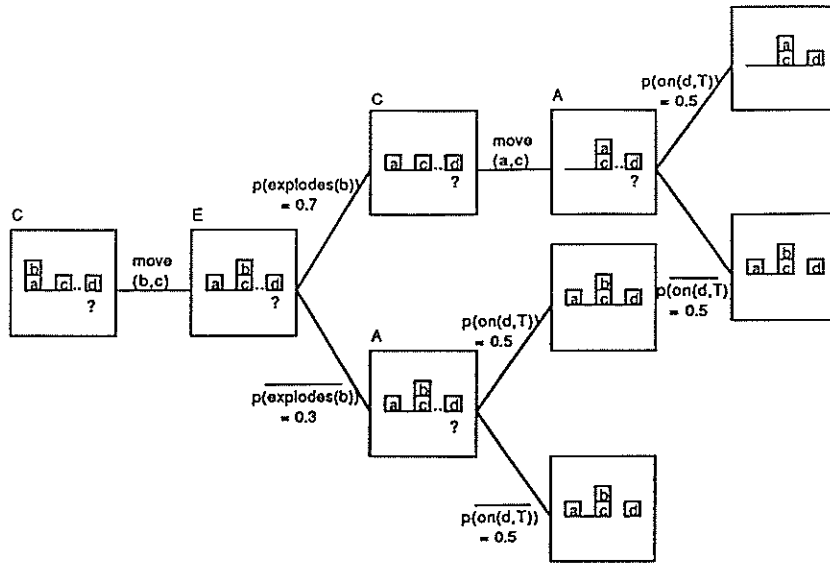 C
b
a c .. d
?
move
(b,c)
E
b
a c .. d
?
p(explodes(b))
= 0.7
p(explodes(b))
= 0.3
C
a c .. d
?
move
(a,c)
A
a
c .. d
?
p(on(d,T))
= 0.5
a
c d
p(on(d,T)
= 0.5
b
a c d
A
b
a c .. d
?
p(on(d,T))
= 0.5
b
a c d
p(on(d,T))
= 0.5
b
a c d